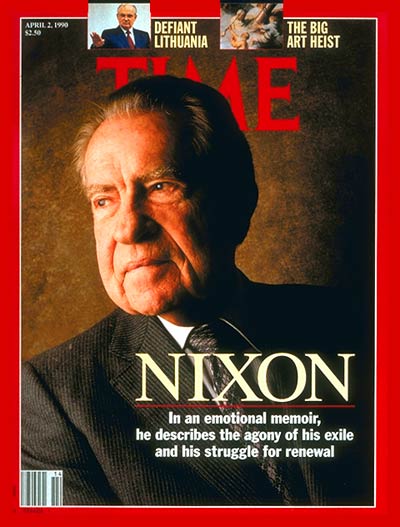 APRIL 2, 1990
$2.50
DEFIANT
LITHUANIA
THE BIG
ART HEIST
TIME
NIXON
In an emotional memoir,
he describes the agony of his exile
and his struggle for renewal
14